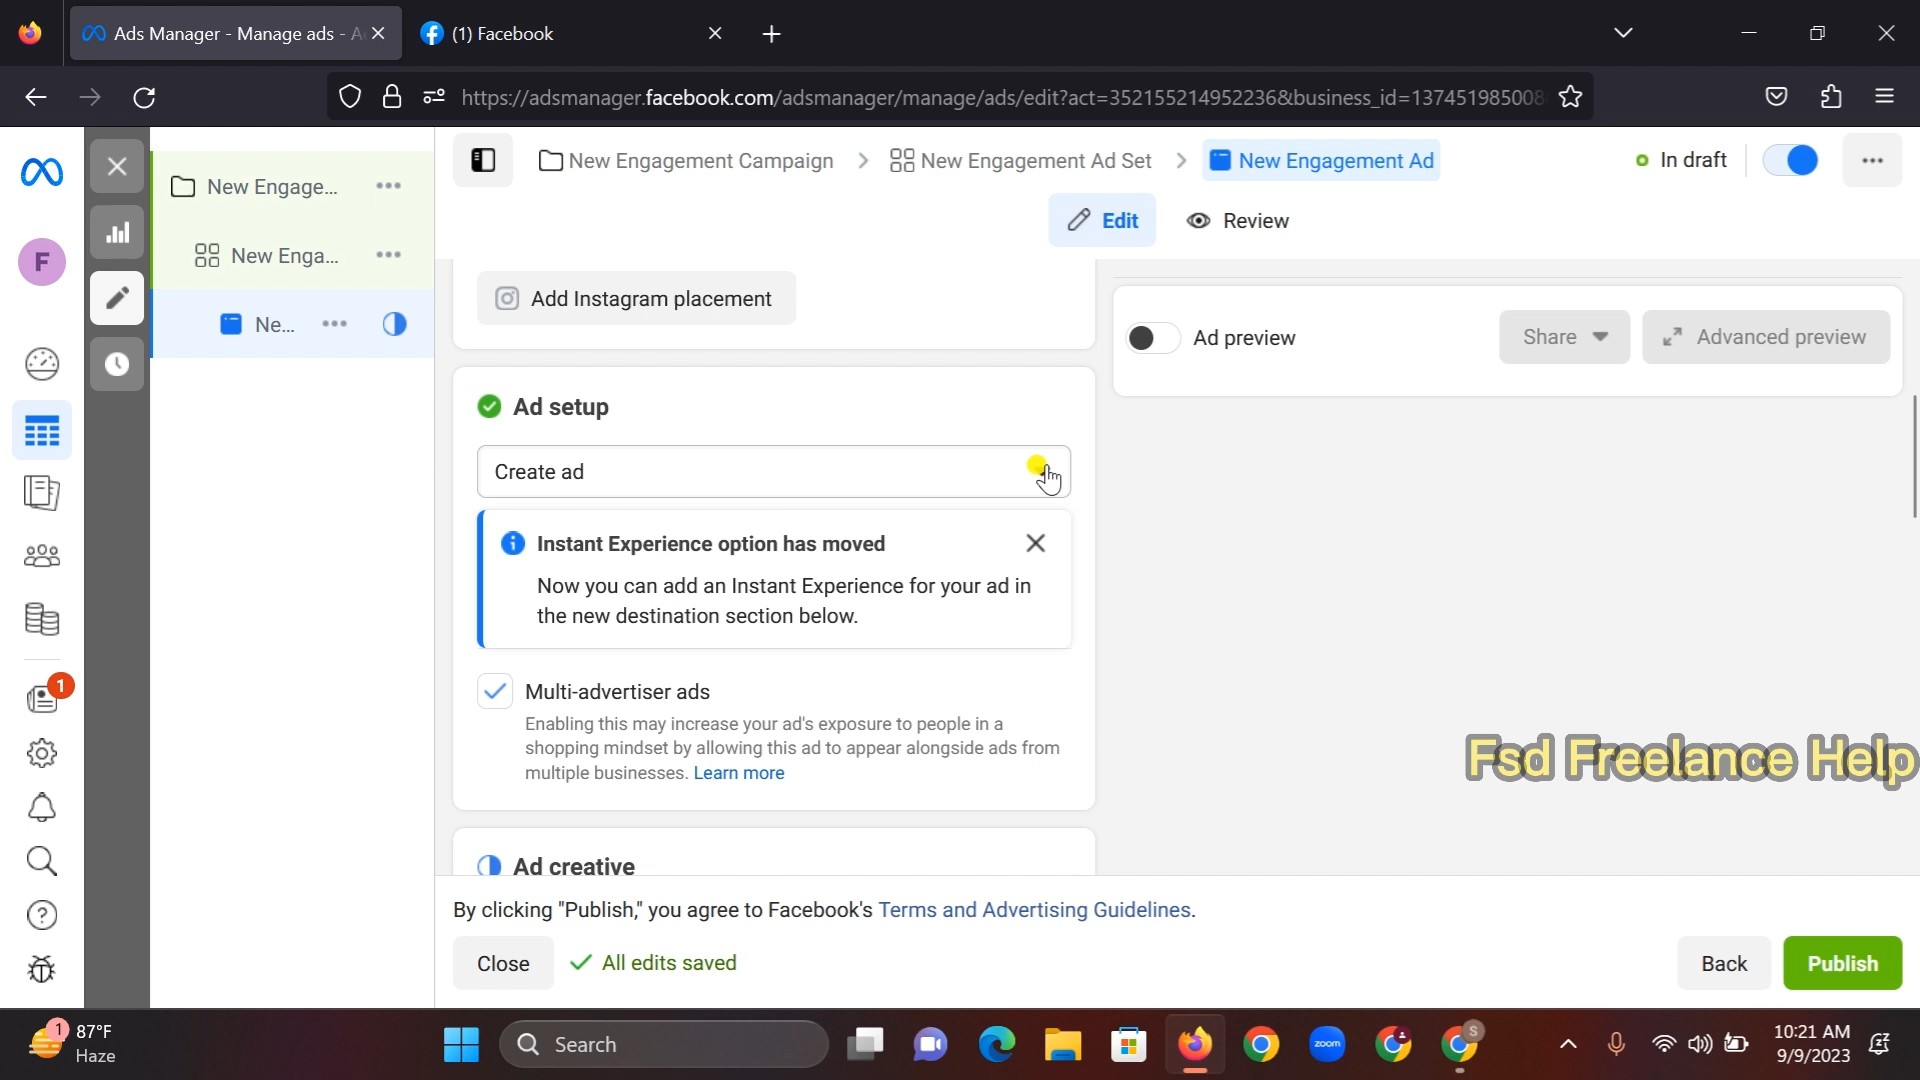 Ads Manager - Manage ads - A
(1) Facebook
https://adsmanager.facebook.com/adsmanager/manage/ads/edit?act=352155214952236&business_id=137451985008
New Engagement Campaign
New Engagement Ad Set
New Engagement Ad
In draft
Edit
Review
F
New Engage...
New Enga...
Ne...
Add Instagram placement
Ad preview
Share
Advanced preview
Ad setup
Create ad
Instant Experience option has moved
Now you can add an Instant Experience for your ad in
the new destination section below.
Multi-advertiser ads
Enabling this may increase your ad's exposure to people in a
shopping mindset by allowing this ad to appear alongside ads from
multiple businesses. Learn more
1
Fsd Freelance Help
Ad creative
By clicking "Publish," you agree to Facebook's Terms and Advertising Guidelines.
Close
All edits saved
Back
Publish
1
87°F
Haze
Search
zoom
S
10:21 AM
9/9/2023